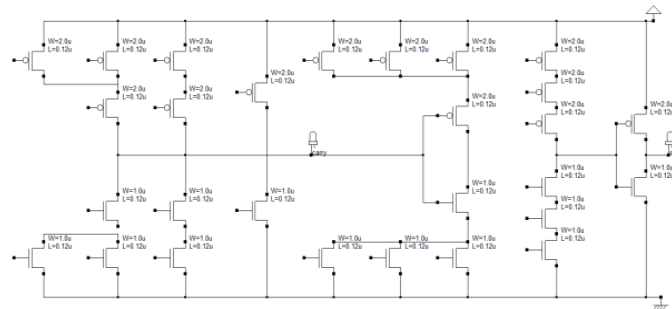 W=2.0u W=2.0u W=2.0u W=2.0u W=2.0u W=2.0u W=2.0u
L=0.12u L=0.12u L=0.12u L=0.12u L=0.12u L=0.12u L=0.12u
W=2.0u W=2.0u
L=0.12u L=0.12u
W=2.0u W=2.0u
L=0.12u L=0.12u
W=2.0u W=2.0u W=2.0u
L=0.12u L=0.12u L=0.12u
carry
W=1.0u W=1.0u
L=0.12u L=0.12u
W=1.0u W=1.0u W=1.0u W=1.0u
L=0.12u L=0.12u L=0.12u L=0.12u
W=1.0u
L=0.12u
W=1.0u W=1.0u W=1.0u W=1.0u W=1.0u W=1.0u W=1.0u
L=0.12u L=0.12u L=0.12u L=0.12u L=0.12u L=0.12u L=0.12u